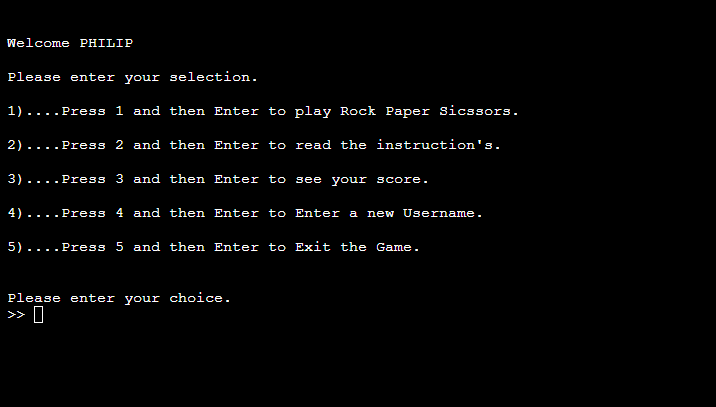 Welcome PHILIP
Please enter your selection.
1)....Press 1 and then Enter to play Rock Paper Sicssors.
2)....Press 2 and then Enter to read the instruction's.
3)....Press 3 and then Enter to see your score.
4)....Press 4 and then Enter to Enter a new Username.
5)....Press 5 and then Enter to Exit the Game.
Please enter your choice.
>>